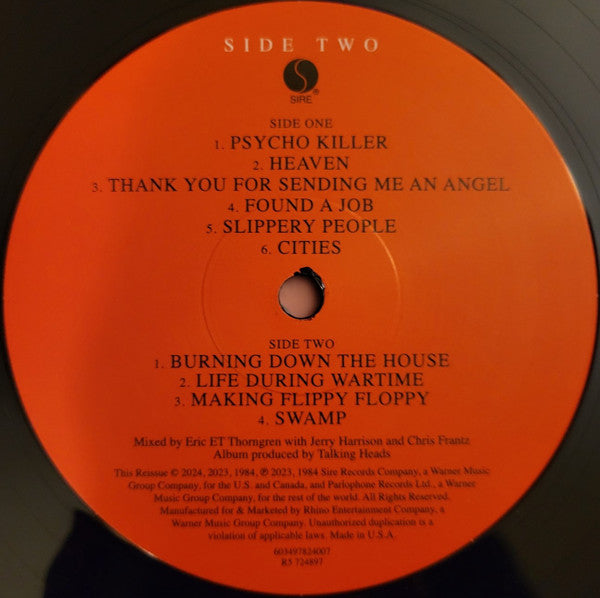 SIDE TWO
SIRE®
SIDE ONE
1. PSYCHO KILLER
2. HEAVEN
3. THANK YOU FOR SENDING ME AN ANGEL
4. FOUND A JOB
5. SLIPPERY PEOPLE
6. CITIES
SIDE TWO
1. BURNING DOWN THE HOUSE
2. LIFE DURING WARTIME
3. MAKING FLIPPY FLOPPY
4. SWAMP
Mixed by Eric ET Thorngren with Jerry Harrison and Chris Frantz
Album produced by Talking Heads
This Reissue © 2024, 2023, 1984, ℗ 2023, 1984 Sire Records Company, a Warner Music
Group Company, for the U.S. and Canada, and Parlophone Records Ltd., a Warner
Music Group Company, for the rest of the world. All Rights Reserved.
Manufactured for & Marketed by Rhino Entertainment Company, a
Warner Music Group Company. Unauthorized duplication is a
violation of applicable laws. Made in U.S.A.
603497824007
R5 724897